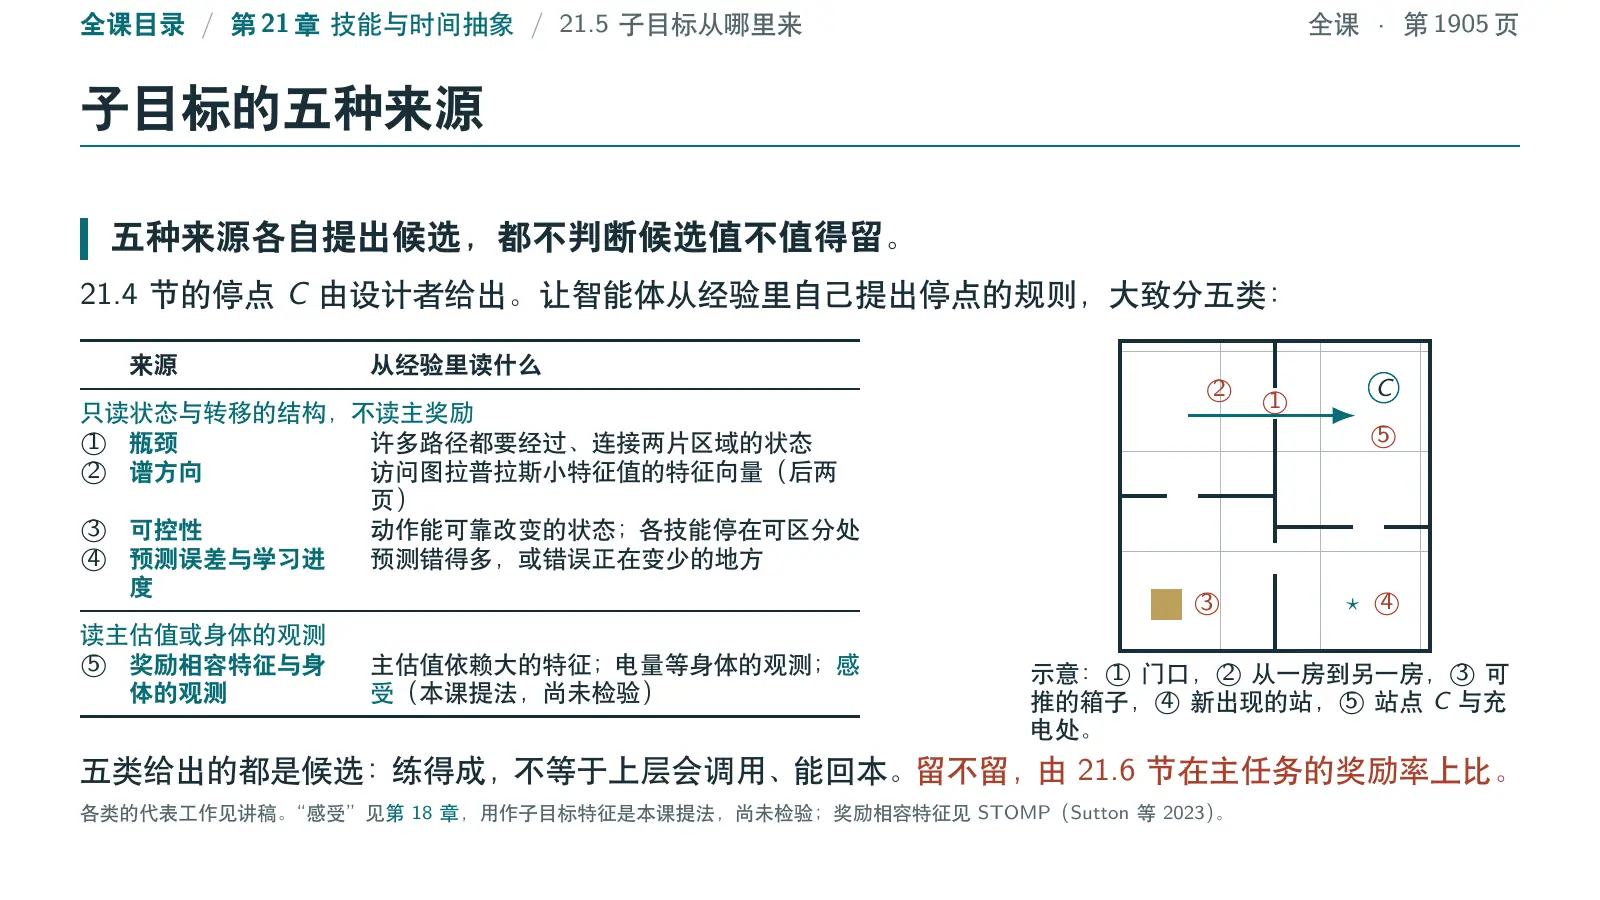 全课目录 / 第 21 章 技能与时间抽象 / 21.5 子目标从哪里来
全课 · 第 1905 页
子目标的五种来源
五种来源各自提出候选，都不判断候选值不值得留。
21.4 节的停点 C 由设计者给出。让智能体从经验里自己提出停点的规则，大致分五类：
来源 从经验里读什么
只读状态与转移的结构，不读主奖励
① 瓶颈 许多路径都要经过、连接两片区域的状态
② 谱方向 访问图拉普拉斯小特征值的特征向量（后两
页）
③ 可控性 动作能可靠改变的状态；各技能停在可区分处
④ 预测误差与学习进 预测错得多，或错误正在变少的地方
度
读主估值或身体的观测
⑤ 奖励相容特征与身 主估值依赖大的特征；电量等身体的观测；感
体的观测 受（本课提法，尚未检验）
② ① C
⑤
③ ④
示意：① 门口，② 从一房到另一房，③ 可
推的箱子，④ 新出现的站，⑤ 站点 C 与充
电处。
五类给出的都是候选：练得成，不等于上层会调用、能回本。留不留，由 21.6 节在主任务的奖励率上比。
各类的代表工作见讲稿。“感受”见第 18 章，用作子目标特征是本课提法，尚未检验；奖励相容特征见 STOMP（Sutton 等 2023）。